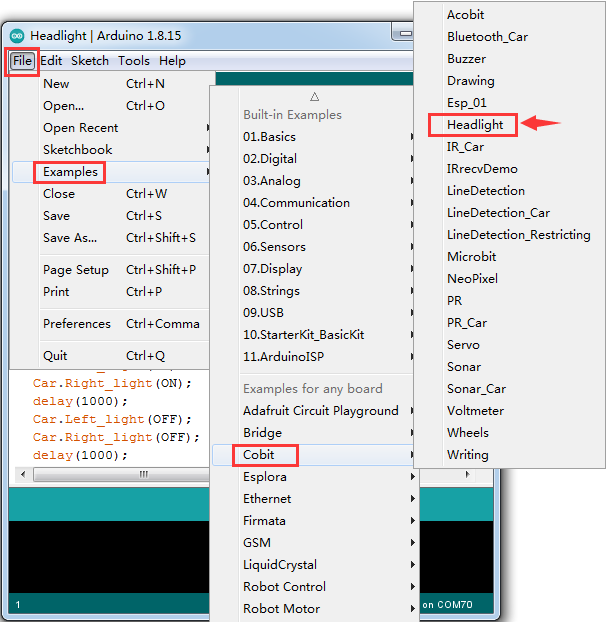 Headlight | Arduino 1.8.15
File Edit Sketch Tools Help
New Ctrl+N
Open... Ctrl+O
Open Recent
Sketchbook
Examples
Close Ctrl+W
Save Ctrl+S
Save As... Ctrl+Shift+S
Page Setup Ctrl+Shift+P
Print Ctrl+P
Preferences Ctrl+Comma
Quit Ctrl+Q
Car.Right_light(ON);
delay(1000);
Car.Left_light(OFF);
Car.Right_light(OFF);
delay(1000);
1
on COM70
Built-in Examples
01.Basics
02.Digital
03.Analog
04.Communication
05.Control
06.Sensors
07.Display
08.Strings
09.USB
10.StarterKit_BasicKit
11.ArduinoISP
Examples for any board
Adafruit Circuit Playground
Bridge
Cobit
Esplora
Ethernet
Firmata
GSM
LiquidCrystal
Robot Control
Robot Motor
Acobit
Bluetooth_Car
Buzzer
Drawing
Esp_01
Headlight
IR_Car
IRrecvDemo
LineDetection
LineDetection_Car
LineDetection_Restricting
Microbit
NeoPixel
PR
PR_Car
Servo
Sonar
Sonar_Car
Voltmeter
Wheels
Writing